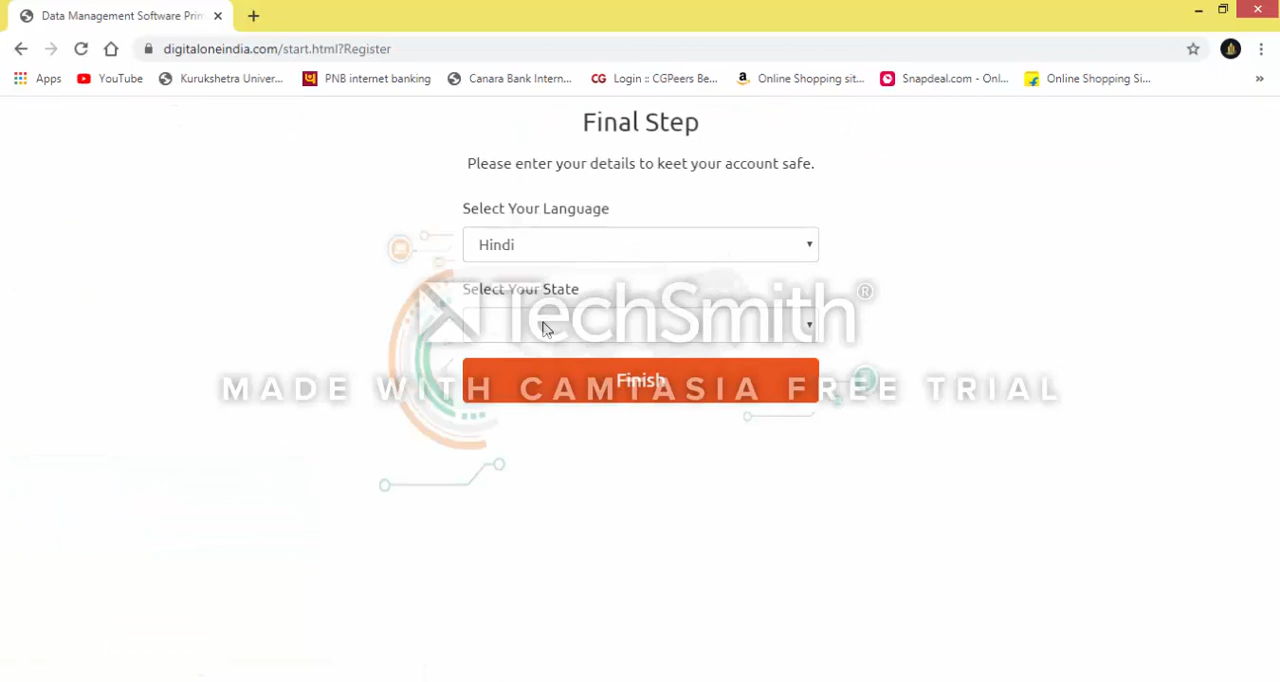 Data Management Software Prin
digitaloneindia.com/start.html?Register
Apps YouTube Kurukshetra Univer... PNB internet banking Canara Bank Intern... CG Login :: CGPeers Be... Online Shopping sit... Snapdeal.com - Onl... Online Shopping Si... »
Final Step
Please enter your details to keet your account safe.
Select Your Language
Hindi
Select Your State
TechSmith®
Finish
MADE WITH CAMTASIA FREE TRIAL